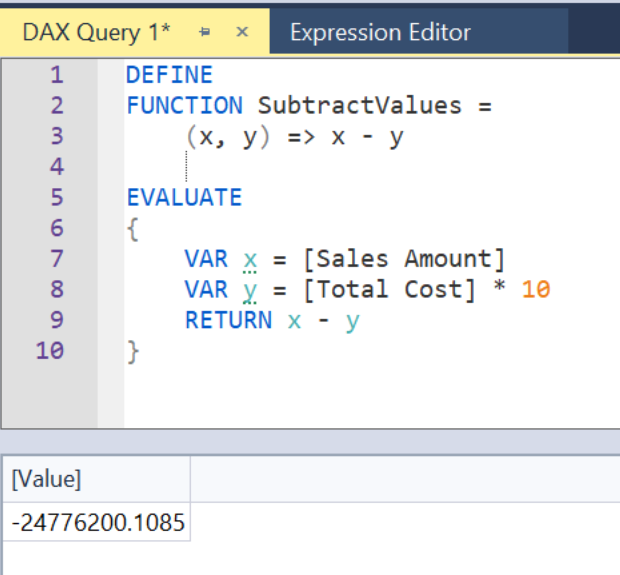 DAX Query 1* Expression Editor
1 DEFINE
2 FUNCTION SubtractValues =
3 (x, y) => x - y
4
5 EVALUATE
6 {
7 VAR x = [Sales Amount]
8 VAR y = [Total Cost] * 10
9 RETURN x - y
10 }
[Value]
-24776200.1085